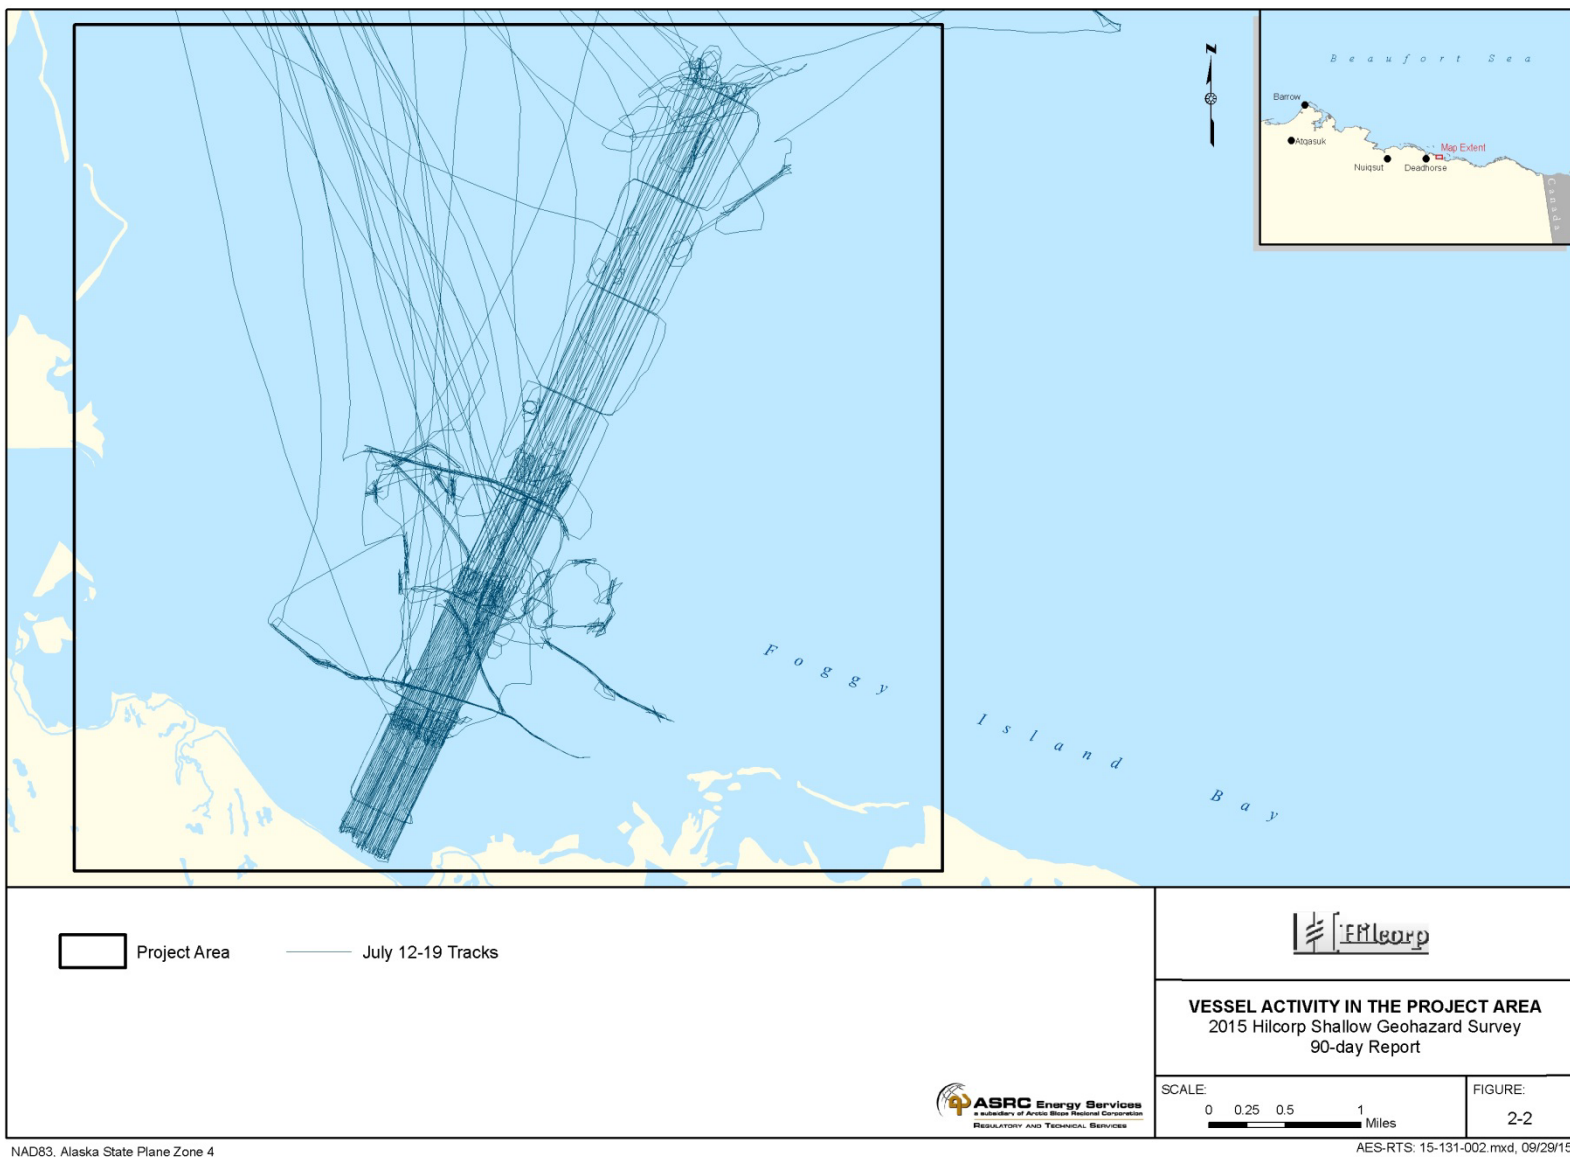 N
Beaufort Sea
Barrow
Atqasuk
Map Extent
Nuiqsut
Deadhorse
Canada
Foggy Island Bay
Project Area
July 12-19 Tracks
Hilcorp
VESSEL ACTIVITY IN THE PROJECT AREA
2015 Hilcorp Shallow Geohazard Survey
90-day Report
ASRC Energy Services
a subsidiary of Arctic Slope Regional Corporation
REGULATORY AND TECHNICAL SERVICES
SCALE:
0 0.25 0.5 1
Miles
FIGURE:
2-2
NAD83, Alaska State Plane Zone 4
AES-RTS: 15-131-002.mxd, 09/29/15